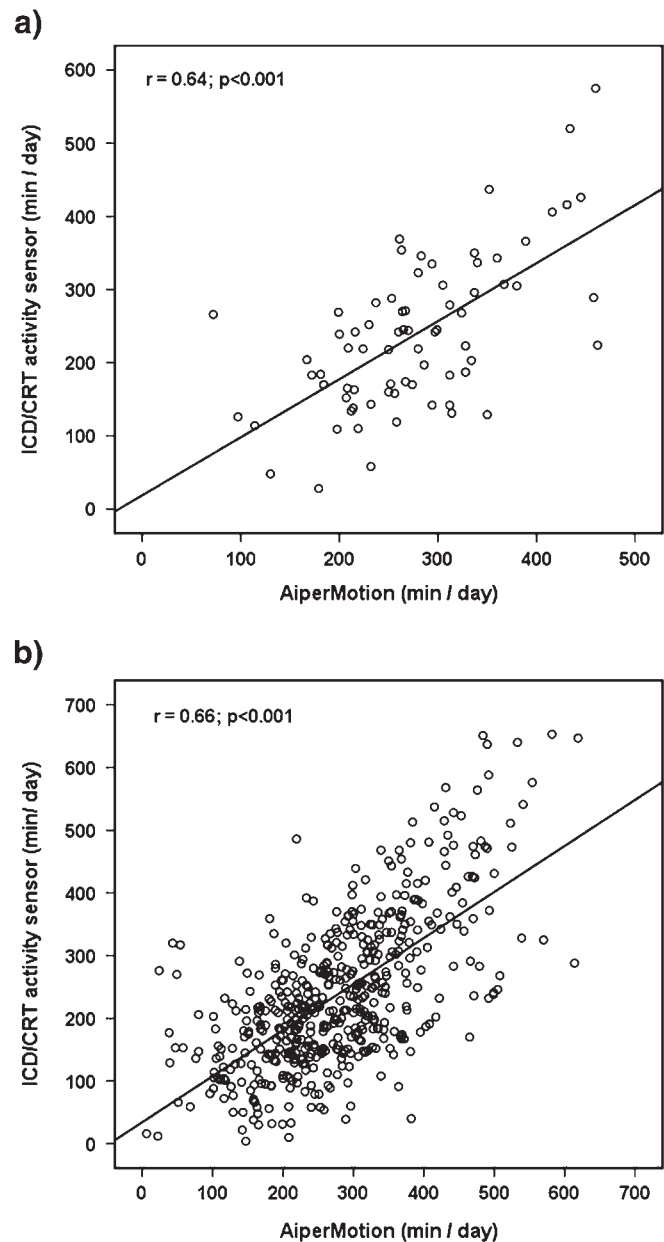 a)
r = 0.64; p<0.001
ICD/CRT activity sensor (min / day)
600
500
400
300
200
100
0
0 100 200 300 400 500
AiperMotion (min / day)
b)
r = 0.66; p<0.001
ICD/CRT activity sensor (min/ day)
700
600
500
400
300
200
100
0
0 100 200 300 400 500 600 700
AiperMotion (min / day)